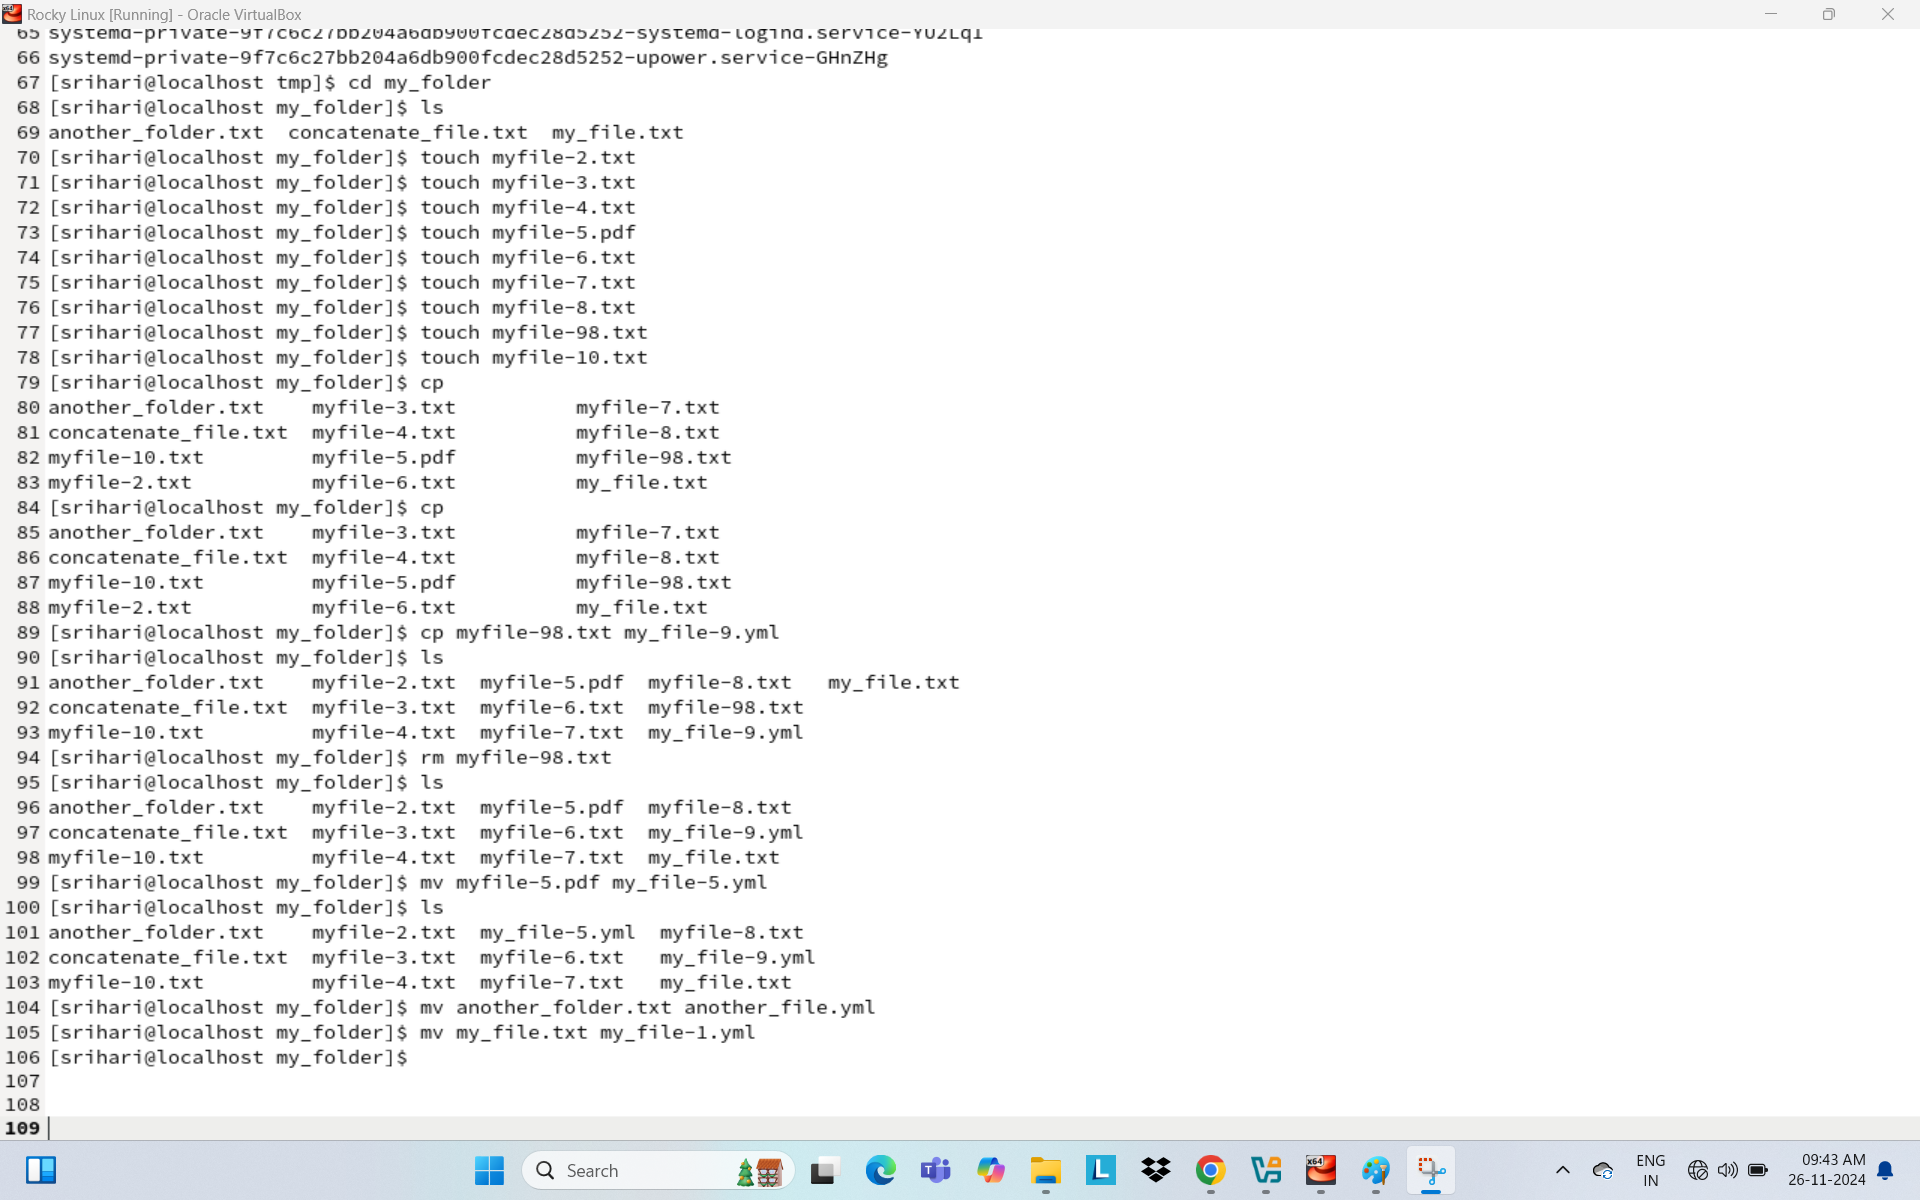 Rocky Linux [Running] - Oracle VirtualBox
65 systemd-private-9f7c6c27bb204a6db900fcdec28d5252-systemd-logind.service-YU2LqI
66 systemd-private-9f7c6c27bb204a6db900fcdec28d5252-upower.service-GHnZHg
67 [srihari@localhost tmp]$ cd my_folder
68 [srihari@localhost my_folder]$ ls
69 another_folder.txt  concatenate_file.txt  my_file.txt
70 [srihari@localhost my_folder]$ touch myfile-2.txt
71 [srihari@localhost my_folder]$ touch myfile-3.txt
72 [srihari@localhost my_folder]$ touch myfile-4.txt
73 [srihari@localhost my_folder]$ touch myfile-5.pdf
74 [srihari@localhost my_folder]$ touch myfile-6.txt
75 [srihari@localhost my_folder]$ touch myfile-7.txt
76 [srihari@localhost my_folder]$ touch myfile-8.txt
77 [srihari@localhost my_folder]$ touch myfile-98.txt
78 [srihari@localhost my_folder]$ touch myfile-10.txt
79 [srihari@localhost my_folder]$ cp
80 another_folder.txt    myfile-3.txt          myfile-7.txt
81 concatenate_file.txt  myfile-4.txt          myfile-8.txt
82 myfile-10.txt         myfile-5.pdf          myfile-98.txt
83 myfile-2.txt          myfile-6.txt          my_file.txt
84 [srihari@localhost my_folder]$ cp
85 another_folder.txt    myfile-3.txt          myfile-7.txt
86 concatenate_file.txt  myfile-4.txt          myfile-8.txt
87 myfile-10.txt         myfile-5.pdf          myfile-98.txt
88 myfile-2.txt          myfile-6.txt          my_file.txt
89 [srihari@localhost my_folder]$ cp myfile-98.txt my_file-9.yml
90 [srihari@localhost my_folder]$ ls
91 another_folder.txt    myfile-2.txt  myfile-5.pdf  myfile-8.txt   my_file.txt
92 concatenate_file.txt  myfile-3.txt  myfile-6.txt  myfile-98.txt
93 myfile-10.txt         myfile-4.txt  myfile-7.txt  my_file-9.yml
94 [srihari@localhost my_folder]$ rm myfile-98.txt
95 [srihari@localhost my_folder]$ ls
96 another_folder.txt    myfile-2.txt  myfile-5.pdf  myfile-8.txt
97 concatenate_file.txt  myfile-3.txt  myfile-6.txt  my_file-9.yml
98 myfile-10.txt         myfile-4.txt  myfile-7.txt  my_file.txt
99 [srihari@localhost my_folder]$ mv myfile-5.pdf my_file-5.yml
100 [srihari@localhost my_folder]$ ls
101 another_folder.txt    myfile-2.txt  my_file-5.yml  myfile-8.txt
102 concatenate_file.txt  myfile-3.txt  myfile-6.txt   my_file-9.yml
103 myfile-10.txt         myfile-4.txt  myfile-7.txt   my_file.txt
104 [srihari@localhost my_folder]$ mv another_folder.txt another_file.yml
105 [srihari@localhost my_folder]$ mv my_file.txt my_file-1.yml
106 [srihari@localhost my_folder]$
107
108
109
Search
ENG
IN
09:43 AM
26-11-2024